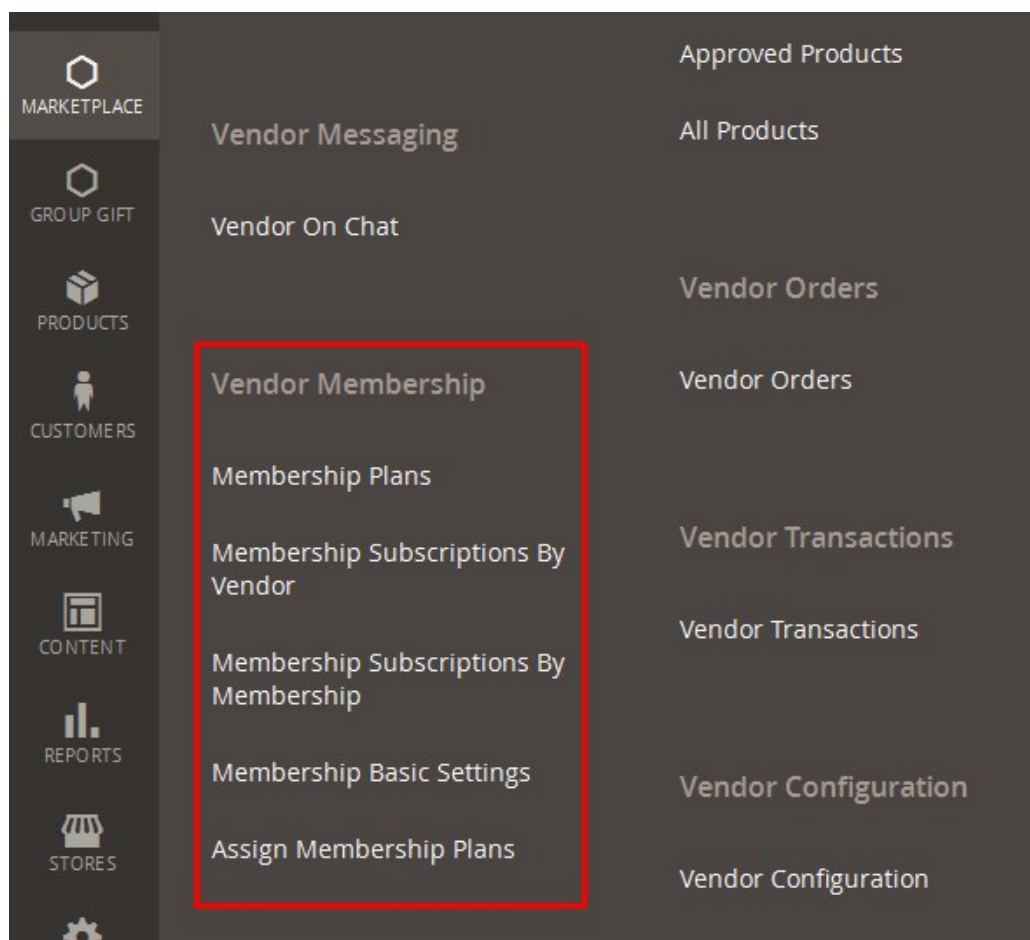 MARKETPLACE
GROUP GIFT
PRODUCTS
CUSTOMERS
MARKETING
CONTENT
REPORTS
STORES
Vendor Messaging
Vendor On Chat
Vendor Membership
Membership Plans
Membership Subscriptions By
Vendor
Membership Subscriptions By
Membership
Membership Basic Settings
Assign Membership Plans
Approved Products
All Products
Vendor Orders
Vendor Orders
Vendor Transactions
Vendor Transactions
Vendor Configuration
Vendor Configuration